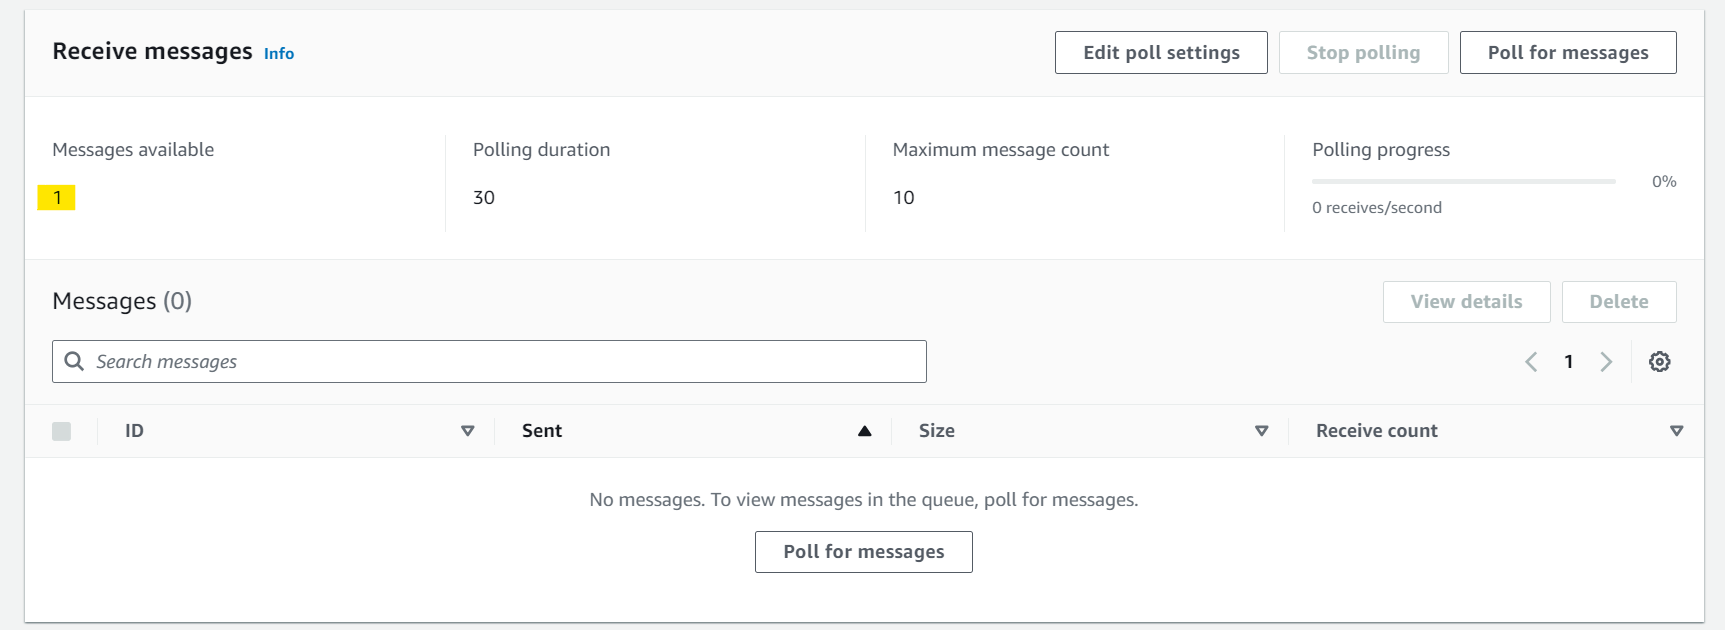 Receive messages Info
Edit poll settings Stop polling Poll for messages
Messages available Polling duration Maximum message count Polling progress
1 30 10 0%
0 receives/second
Messages (0)
View details Delete
Search messages
1
ID Sent Size Receive count
No messages. To view messages in the queue, poll for messages.
Poll for messages